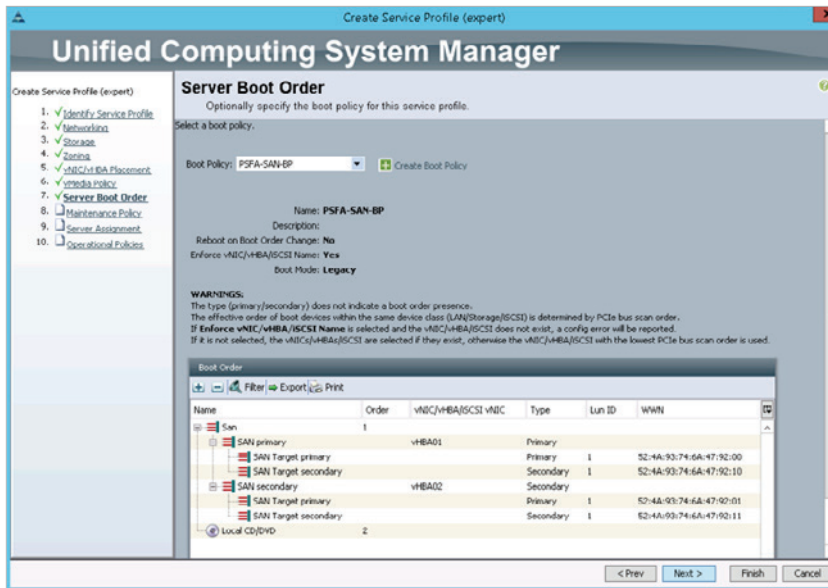 Create Service Profile (expert)
Unified Computing System Manager
Create Service Profile (expert)
1. Identify Service Profile
2. Networking
3. Storage
4. Zoning
5. vNIC/vHBA Placement
6. vMedia Policy
7. Server Boot Order
8. Maintenance Policy
9. Server Assignment
10. Operational Policies
Server Boot Order
Optionally specify the boot policy for this service profile.
Select a boot policy.
Boot Policy: PSFA-SAN-BP Create Boot Policy
Name: PSFA-SAN-BP
Description:
Reboot on Boot Order Change: No
Enforce vNIC/vHBA/iSCSI Name: Yes
Boot Mode: Legacy
WARNINGS:
The type (primary/secondary) does not indicate a boot order presence.
The effective order of boot devices within the same device class (LAN/Storage/iSCSI) is determined by PCIe bus scan order.
If Enforce vNIC/vHBA/iSCSI Name is selected and the vNIC/vHBA/iSCSI does not exist, a config error will be reported.
If it is not selected, the vNICs/vHBAs/iSCSI are selected if they exist, otherwise the vNIC/vHBA/iSCSI with the lowest PCIe bus scan order is used.
Boot Order
Filter Export Print
Name Order vNIC/vHBA/iSCSI vNIC Type Lun ID WWN
San 1
SAN primary vHBA01 Primary
SAN Target primary Primary 1 52:4A:93:74:6A:47:92:00
SAN Target secondary Secondary 1 52:4A:93:74:6A:47:92:10
SAN secondary vHBA02 Secondary
SAN Target primary Primary 1 52:4A:93:74:6A:47:92:01
SAN Target secondary Secondary 1 52:4A:93:74:6A:47:92:11
Local CD/DVD 2
< Prev Next > Finish Cancel